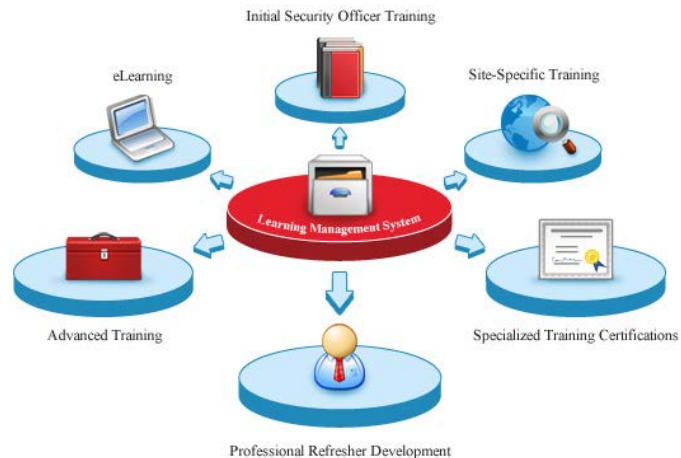 Initial Security Officer Training
eLearning
Site-Specific Training
Learning Management System
Advanced Training
Specialized Training Certifications
Professional Refresher Development